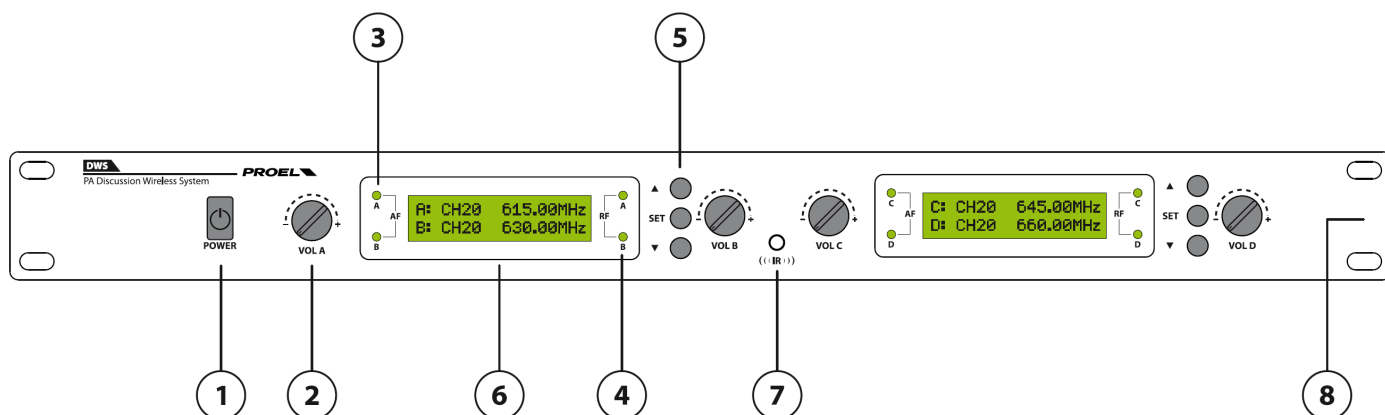 3
5
DWS
PA Discussion Wireless System
PROEL
POWER
VOL A
A
B
AF
A: CH20 615.00MHz
B: CH20 630.00MHz
RF
A
B
▲
SET
▼
VOL B
(((IR)))
VOL C
C
D
AF
C: CH20 645.00MHz
D: CH20 660.00MHz
RF
C
D
▲
SET
▼
VOL D
- +
- +
- +
- +
1
2
6
4
7
8